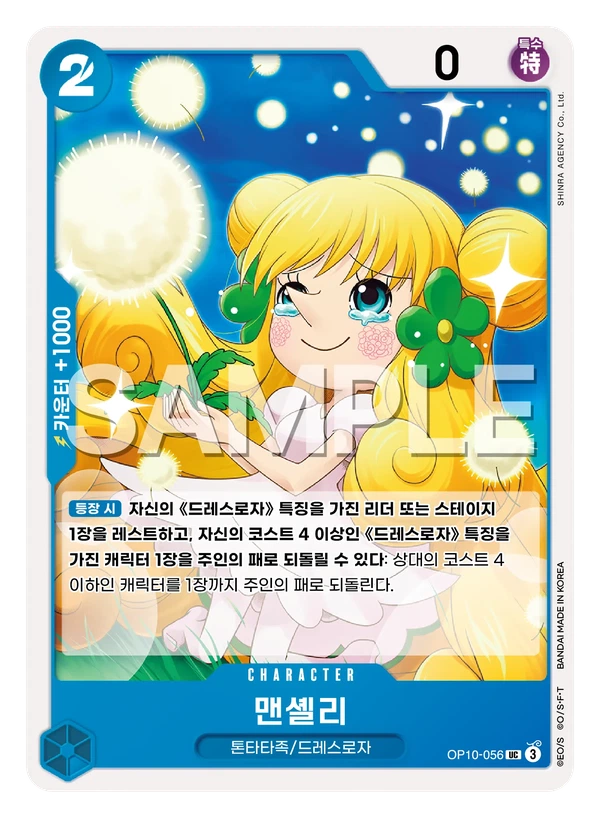 2
0
특수
特
SHINRA AGENCY Co., Ltd.
카운터 +1000
SAMPLE
등장 시 자신의 《드레스로자》 특징을 가진 리더 또는 스테이지
1장을 레스트하고, 자신의 코스트 4 이상인 《드레스로자》 특징을
가진 캐릭터 1장을 주인의 패로 되돌릴 수 있다: 상대의 코스트 4
이하인 캐릭터를 1장까지 주인의 패로 되돌린다.
CHARACTER
맨셸리
톤타타족/드레스로자
OP10-056 UC 3
©EO/S ©O/S·F·T BANDAI MADE IN KOREA